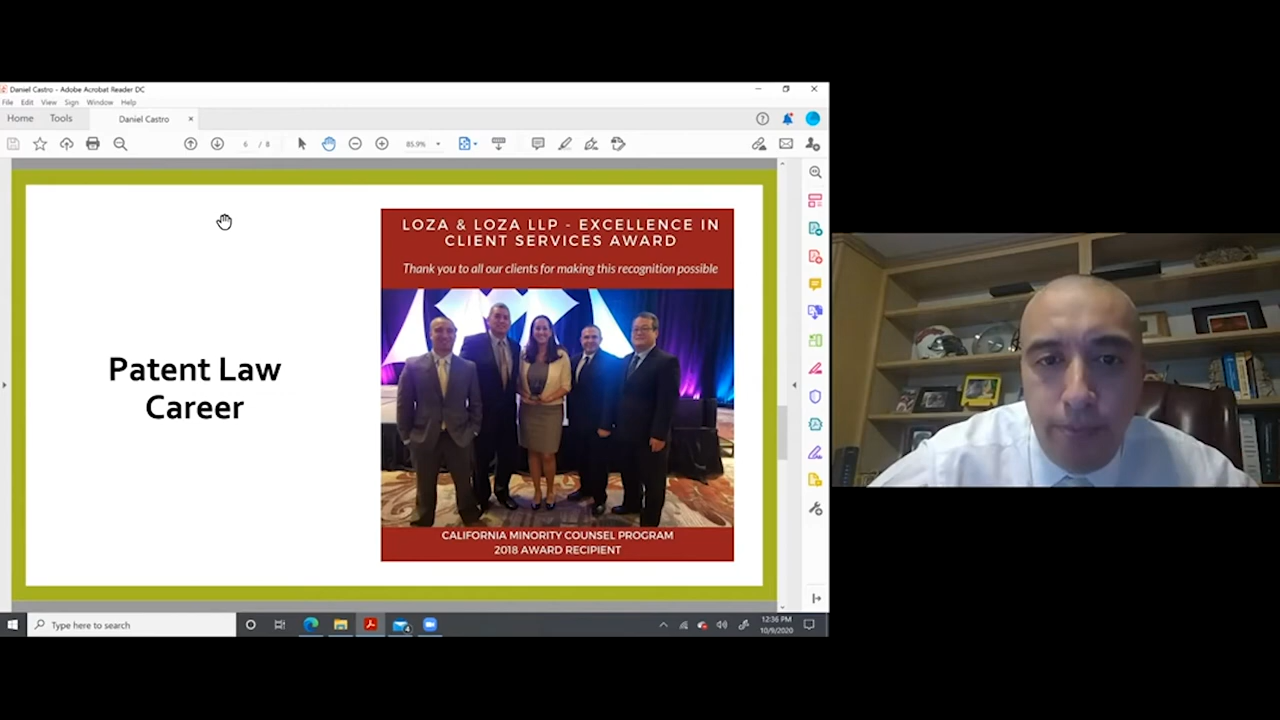 Daniel Castro - Adobe Acrobat Reader DC
File Edit View Sign Window Help
Home Tools Daniel Castro
6 / 8 85.9%
LOZA & LOZA LLP - EXCELLENCE IN
CLIENT SERVICES AWARD
Thank you to all our clients for making this recognition possible
Patent Law
Career
CALIFORNIA MINORITY COUNSEL PROGRAM
2018 AWARD RECIPIENT
Type here to search
4
12:36 PM
10/9/2020